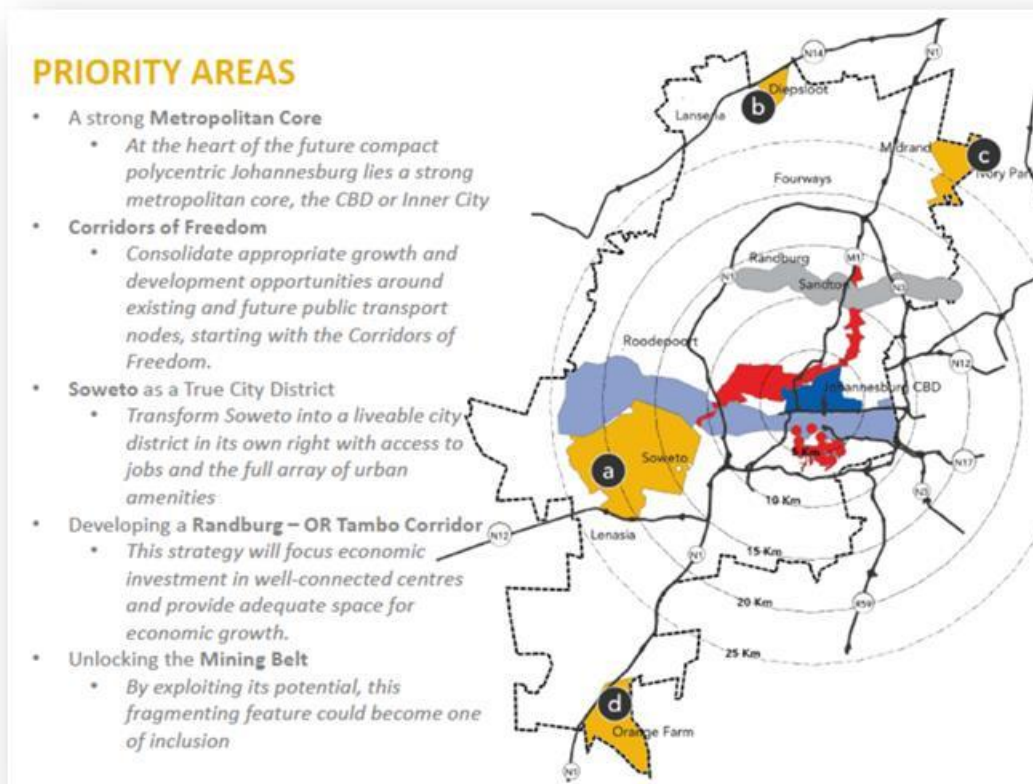 PRIORITY AREAS
• A strong Metropolitan Core
• At the heart of the future compact
polycentric Johannesburg lies a strong
metropolitan core, the CBD or Inner City
• Corridors of Freedom
• Consolidate appropriate growth and
development opportunities around
existing and future public transport
nodes, starting with the Corridors of
Freedom.
• Soweto as a True City District
• Transform Soweto into a liveable city
district in its own right with access to
jobs and the full array of urban
amenities
• Developing a Randburg – OR Tambo Corridor
• This strategy will focus economic
investment in well-connected centres
and provide adequate space for
economic growth.
• Unlocking the Mining Belt
• By exploiting its potential, this
fragmenting feature could become one
of inclusion
N14
N1
Diepsloot
b
Lanseria
Midrand
c
Ivory Park
Fourways
Randburg
M1
N1
Sandton
N3
Roodepoort
N12
Johannesburg CBD
Soweto
a
5 Km
N17
N3
10 Km
N12
Lenasia
N1
15 Km
20 Km
R59
25 Km
d
Orange Farm
N1